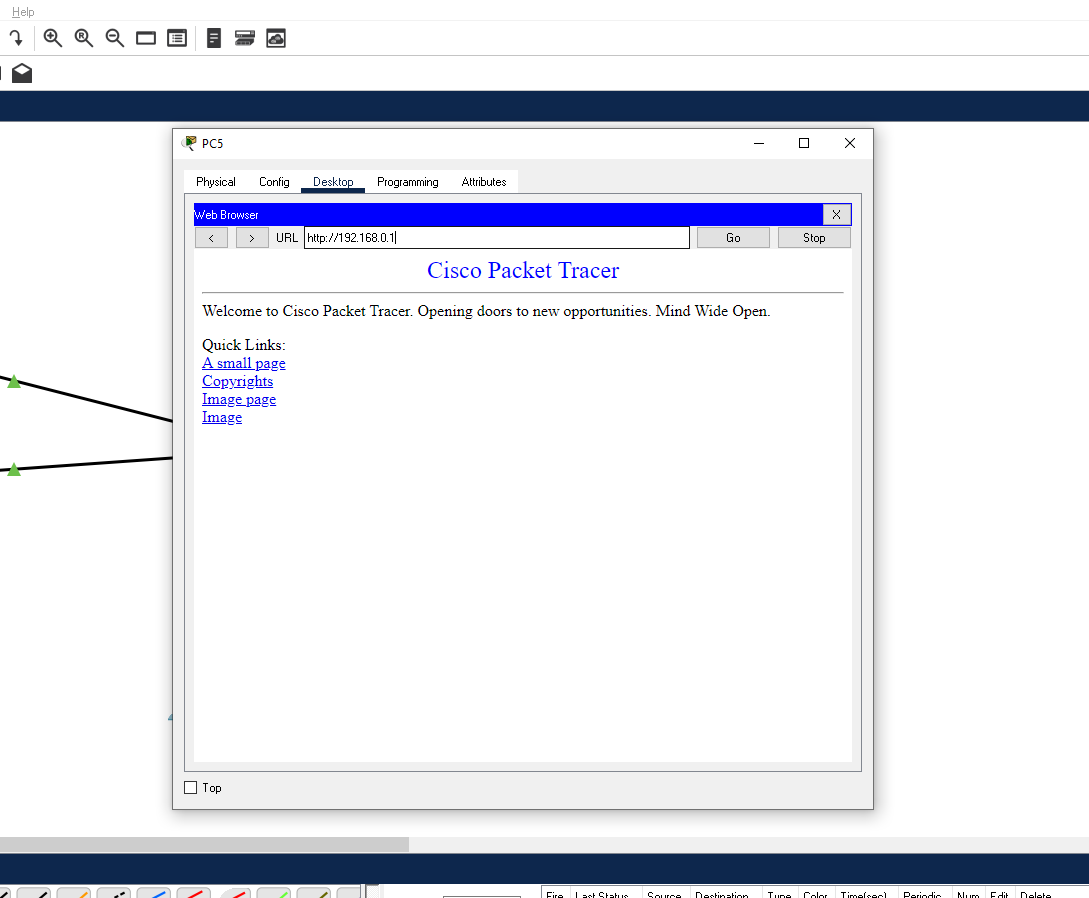 Help
PC5
Physical Config Desktop Programming Attributes
Web Browser X
< > URL http://192.168.0.1 Go Stop
Cisco Packet Tracer
Welcome to Cisco Packet Tracer. Opening doors to new opportunities. Mind Wide Open.
Quick Links:
A small page
Copyrights
Image page
Image
Top
Fire Last Status Source Destination Type Color Time(sec) Periodic Num Edit Delete